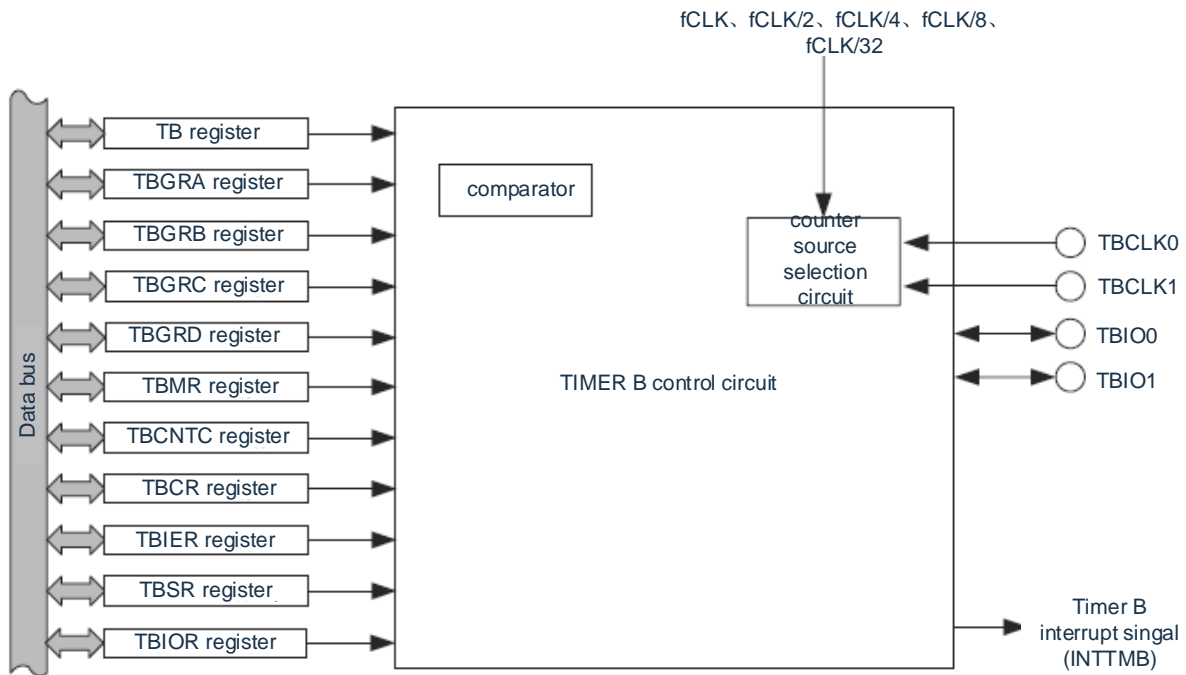 fCLK、fCLK/2、fCLK/4、fCLK/8、
fCLK/32
Data bus
TB register
TBGRA register
TBGRB register
TBGRC register
TBGRD register
TBMR register
TBCNTC register
TBCR register
TBIER register
TBSR register
TBIOR register
comparator
counter
source
selection
circuit
TIMER B control circuit
TBCLK0
TBCLK1
TBIO0
TBIO1
Timer B
interrupt singal
(INTTMB)